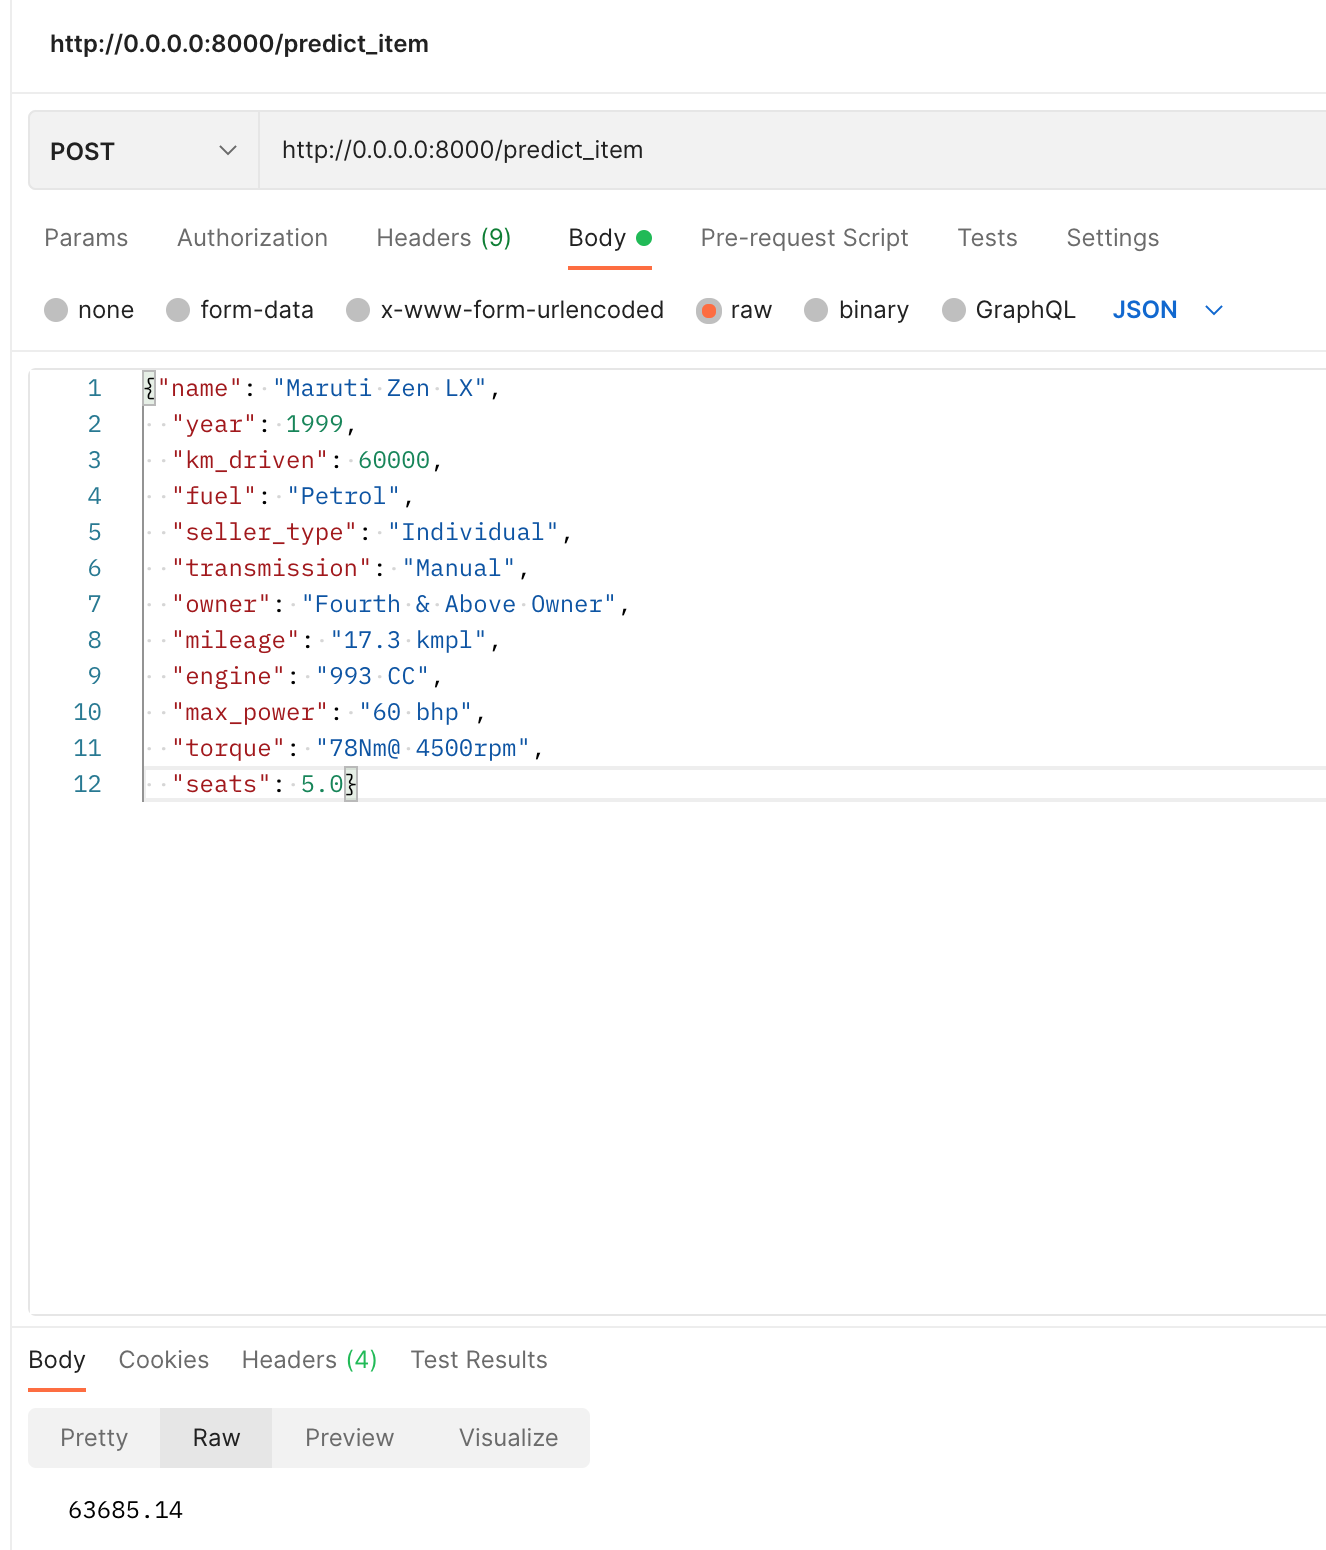 http://0.0.0.0:8000/predict_item
POST http://0.0.0.0:8000/predict_item
Params Authorization Headers (9) Body Pre-request Script Tests Settings
none form-data x-www-form-urlencoded raw binary GraphQL JSON
1 {"name": "Maruti Zen LX",
2 "year": 1999,
3 "km_driven": 60000,
4 "fuel": "Petrol",
5 "seller_type": "Individual",
6 "transmission": "Manual",
7 "owner": "Fourth & Above Owner",
8 "mileage": "17.3 kmpl",
9 "engine": "993 CC",
10 "max_power": "60 bhp",
11 "torque": "78Nm@ 4500rpm",
12 "seats": 5.0}
Body Cookies Headers (4) Test Results
Pretty Raw Preview Visualize
63685.14